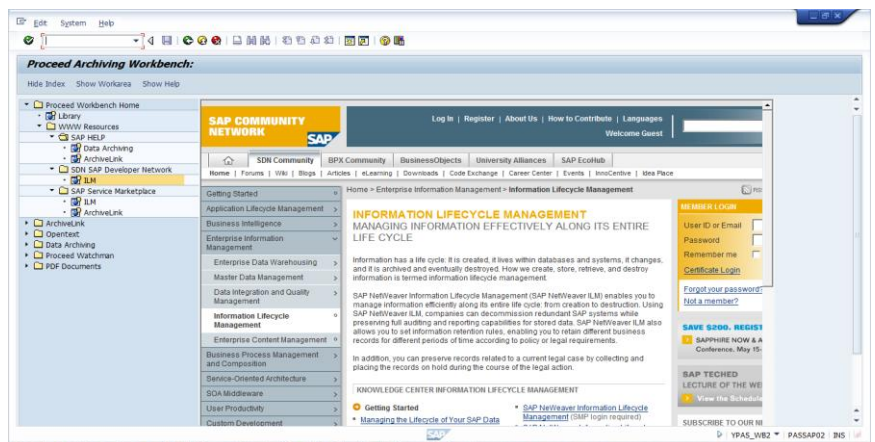 Edit System Help
Proceed Archiving Workbench:
Hide Index Show Workarea Show Help
Proceed Workbench Home
Library
WWW Resources
SAP HELP
Data Archiving
ArchiveLink
SDN SAP Developer Network
ILM
SAP Service Marketplace
ILM
ArchiveLink
ArchiveLink
Opentext
Data Archiving
Proceed Watchman
PDF Documents
SAP COMMUNITY
NETWORK
SAP
Log In | Register | About Us | How to Contribute | Languages
Welcome Guest
SDN Community BPX Community BusinessObjects University Alliances SAP EcoHub
Home | Forums | Wiki | Blogs | Articles | eLearning | Downloads | Code Exchange | Career Center | Events | InnoCentive | Idea Place
Getting Started
Application Lifecycle Management
Business Intelligence
Enterprise Information
Management
Enterprise Data Warehousing
Master Data Management
Data Integration and Quality
Management
Information Lifecycle
Management
Enterprise Content Management
Business Process Management
and Composition
Service-Oriented Architecture
SOA Middleware
User Productivity
Custom Development
Home > Enterprise Information Management > Information Lifecycle Management
INFORMATION LIFECYCLE MANAGEMENT
MANAGING INFORMATION EFFECTIVELY ALONG ITS ENTIRE
LIFE CYCLE
Information has a life cycle: It is created, it lives within databases and systems, it changes,
and it is archived and eventually destroyed. How we create, store, retrieve, and destroy
information is termed information lifecycle management.
SAP NetWeaver Information Lifecycle Management (SAP NetWeaver ILM) enables you to
manage information efficiently along its entire life cycle: from creation to destruction. Using
SAP NetWeaver ILM, companies can decommission redundant SAP systems while
preserving full auditing and reporting capabilities for stored data. SAP NetWeaver ILM also
allows you to set information retention rules, enabling you to retain different business
records for different periods of time according to policy or legal requirements.
In addition, you can preserve records related to a current legal case by collecting and
placing the records on hold during the course of the legal action.
KNOWLEDGE CENTER INFORMATION LIFECYCLE MANAGEMENT
Getting Started
Managing the Lifecycle of Your SAP Data
SAP NetWeaver Information Lifecycle
Management (SMP login required)
MEMBER LOGIN
User ID or Email
Password
Remember me
Certificate Login
Forgot your password?
Not a member?
SAVE $200. REGIST
SAPPHIRE NOW & A
Conference, May 15-
SAP TECHED
LECTURE OF THE WE
View the Schedule
SUBSCRIBE TO OUR NE
SAP
YPA5_WB2 PASSAP02 INS